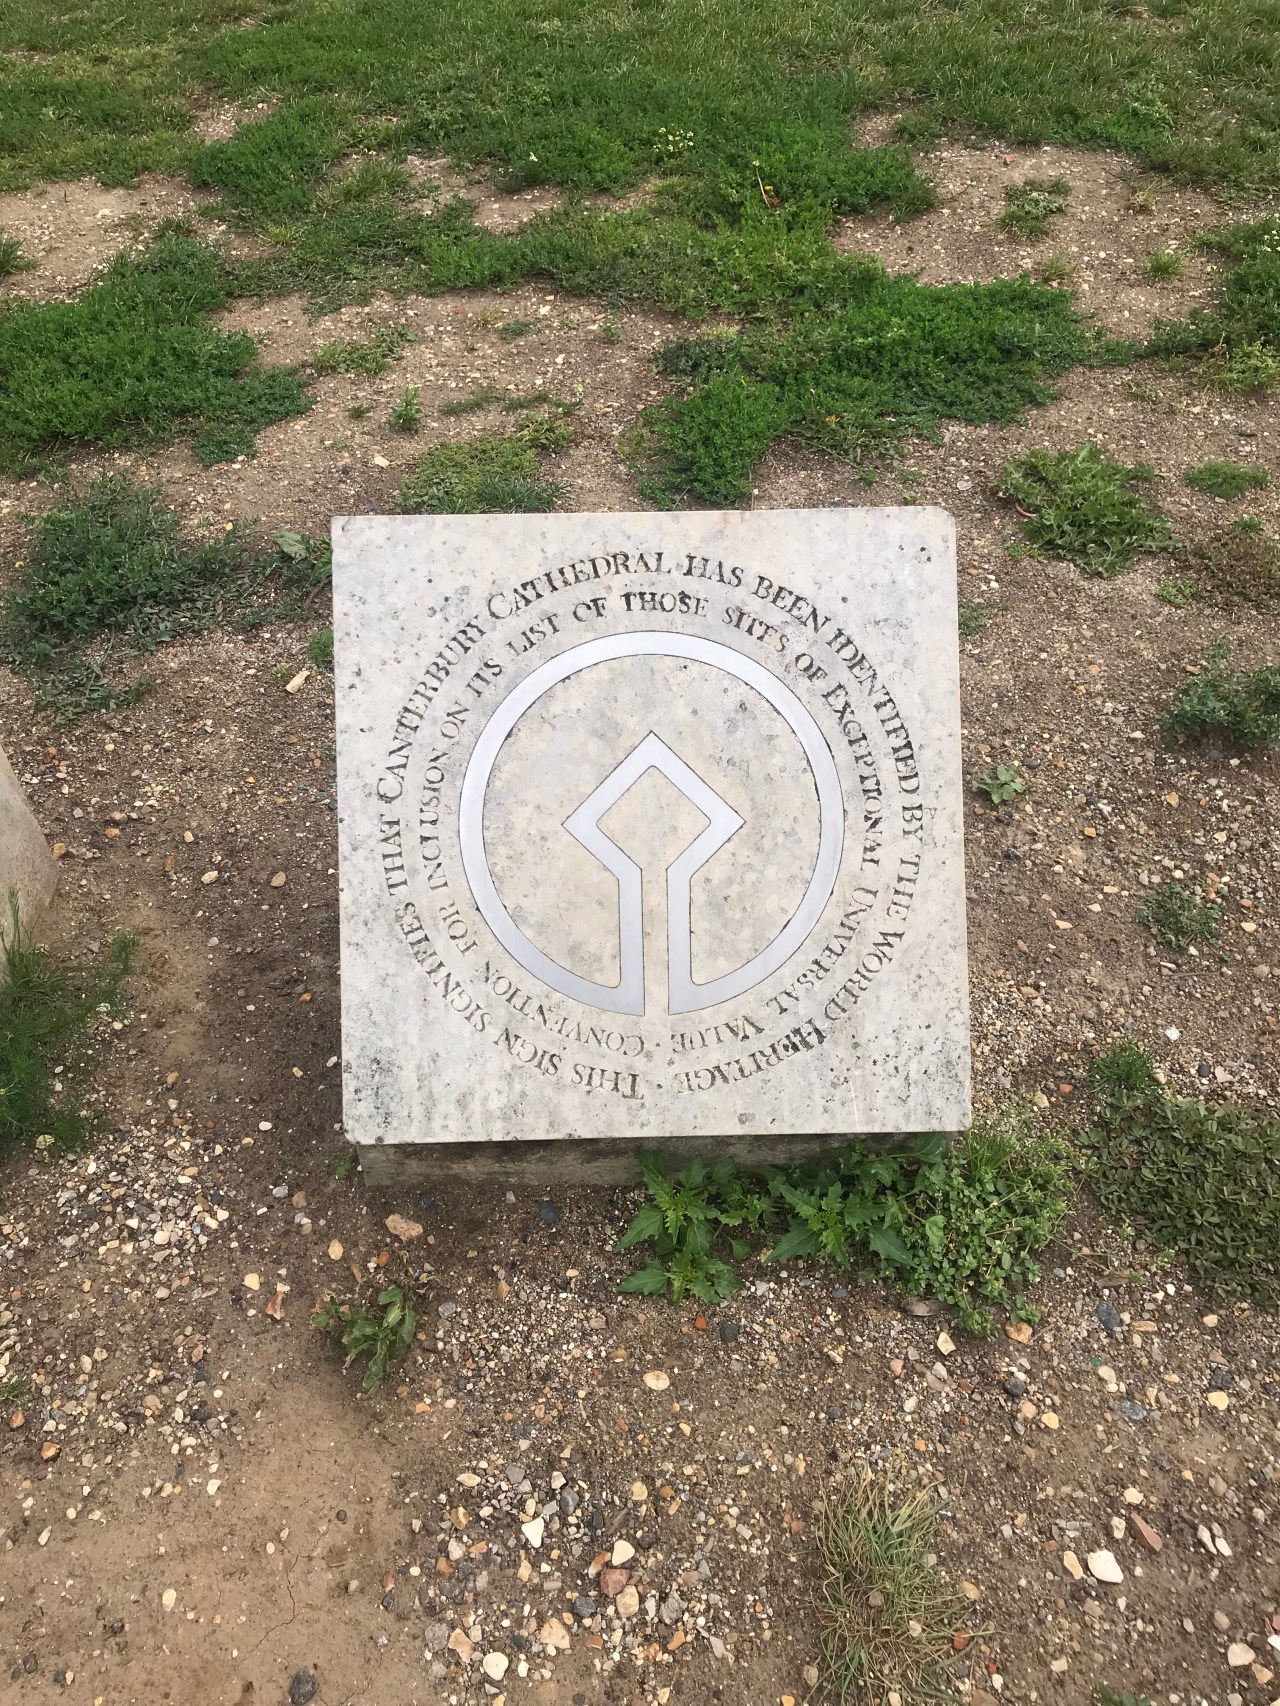 THIS SIGN SIGNIFIES THAT CANTERBURY CATHEDRAL HAS BEEN IDENTIFIED BY THE WORLD HERITAGE ·
CONVENTION FOR INCLUSION ON ITS LIST OF THOSE SITES OF EXCEPTIONAL UNIVERSAL VALUE ·